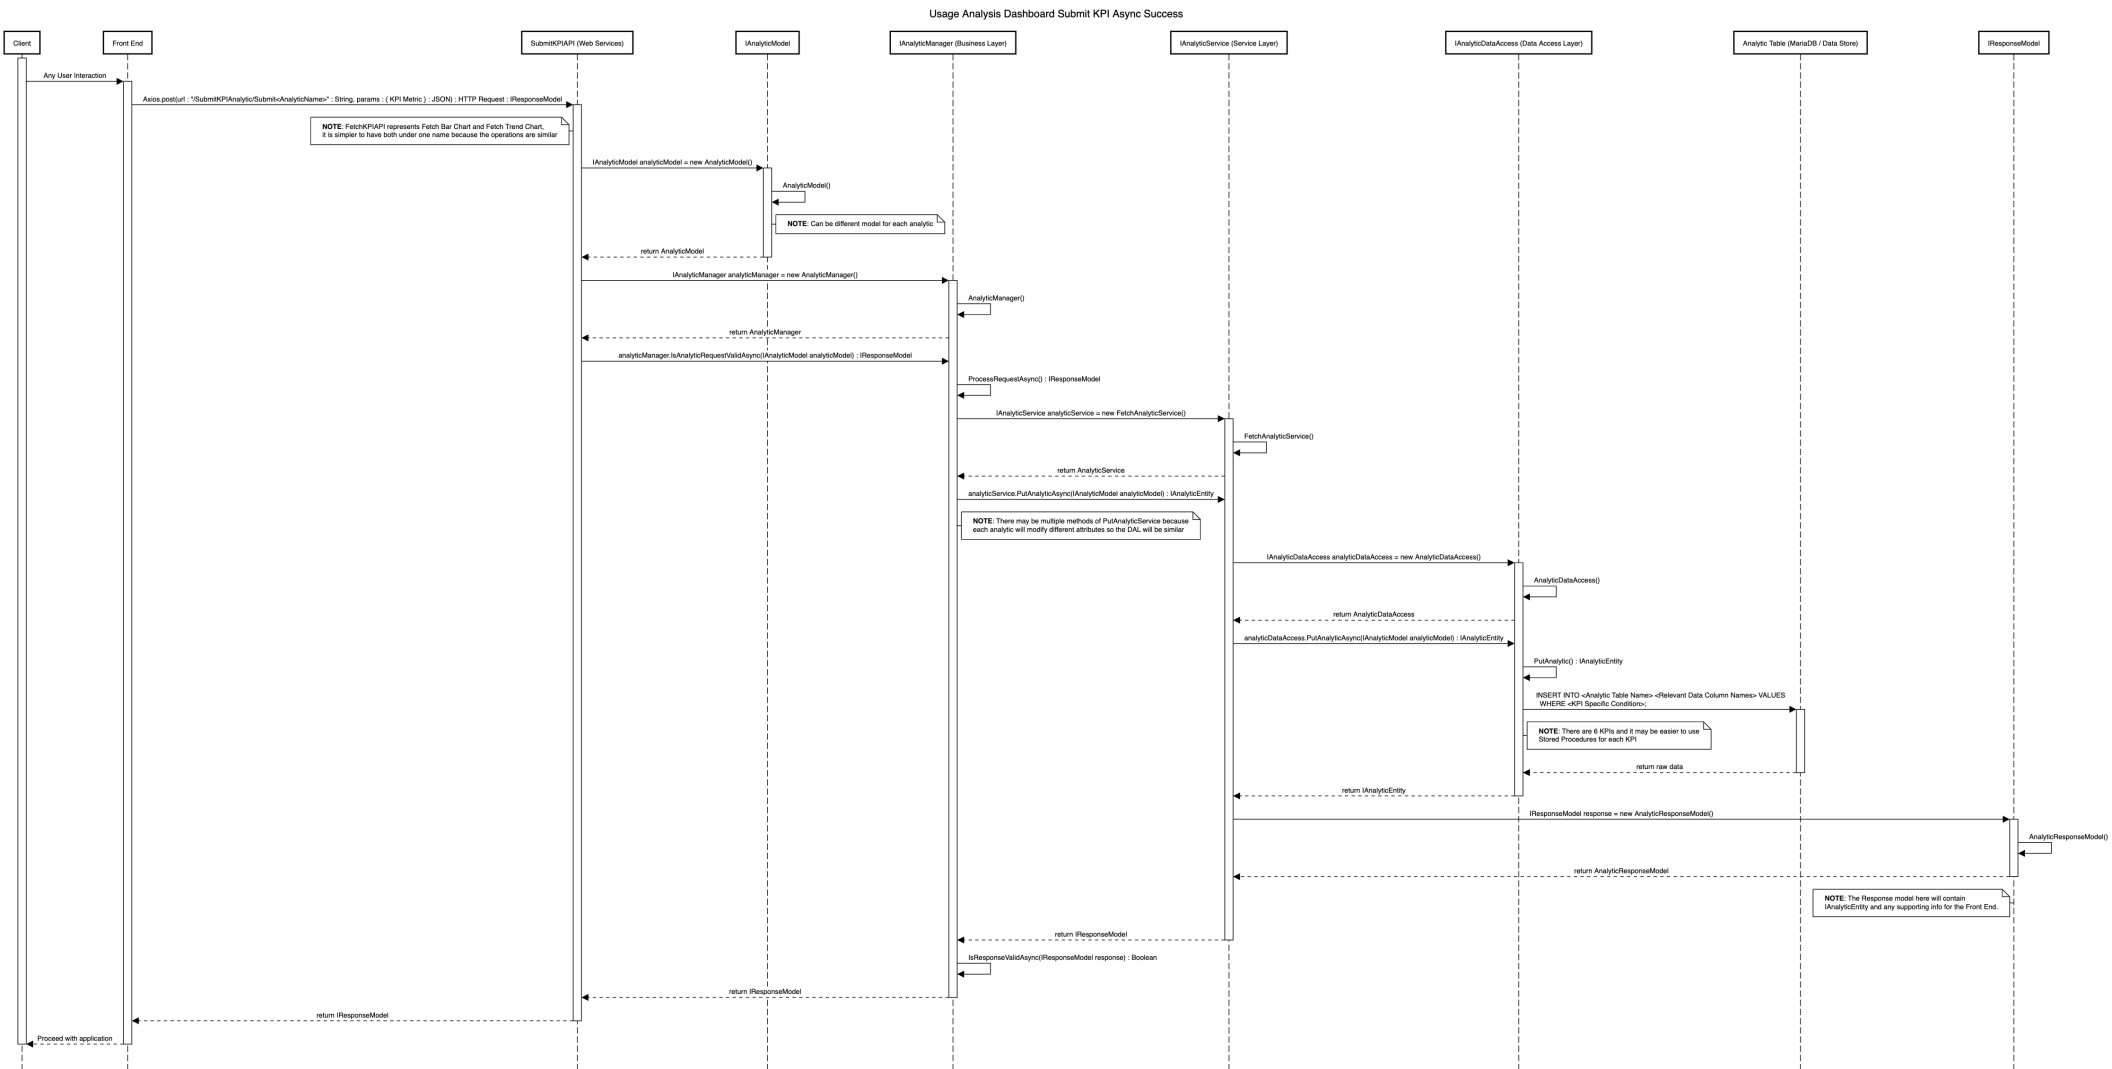 Usage Analysis Dashboard Submit KPI Async Success
Client
Front End
SubmitKPIAPI (Web Services)
IAnalyticModel
IAnalyticManager (Business Layer)
IAnalyticService (Service Layer)
IAnalyticDataAccess (Data Access Layer)
Analytic Table (MariaDB / Data Store)
IResponseModel
Any User Interaction
Axios.post(url : "/SubmitKPIAnalytic/Submit<AnalyticName>" : String, params : { KPI Metric } : JSON) : HTTP Request : IResponseModel
NOTE: FetchKPIAPI represents Fetch Bar Chart and Fetch Trend Chart,
it is simpler to have both under one name because the operations are similar
IAnalyticModel analyticModel = new AnalyticModel()
AnalyticModel()
NOTE: Can be different model for each analytic
return AnalyticModel
IAnalyticManager analyticManager = new AnalyticManager()
AnalyticManager()
return AnalyticManager
analyticManager.IsAnalyticRequestValidAsync(IAnalyticModel analyticModel) : IResponseModel
ProcessRequestAsync() : IResponseModel
IAnalyticService analyticService = new FetchAnalyticService()
FetchAnalyticService()
return AnalyticService
analyticService.PutAnalyticAsync(IAnalyticModel analyticModel) : IAnalyticEntity
NOTE: There may be multiple methods of PutAnalyticService because
each analytic will modify different attributes so the DAL will be similar
IAnalyticDataAccess analyticDataAccess = new AnalyticDataAccess()
AnalyticDataAccess()
return AnalyticDataAccess
analyticDataAccess.PutAnalyticAsync(IAnalyticModel analyticModel) : IAnalyticEntity
PutAnalytic() : IAnalyticEntity
INSERT INTO <Analytic Table Name> <Relevant Data Column Names> VALUES
WHERE <KPI Specific Condition>;
NOTE: There are 6 KPIs and it may be easier to use
Stored Procedures for each KPI
return raw data
return IAnalyticEntity
IResponseModel response = new AnalyticResponseModel()
AnalyticResponseModel()
return AnalyticResponseModel
NOTE: The Response model here will contain
IAnalyticEntity and any supporting info for the Front End.
return IResponseModel
IsResponseValidAsync(IResponseModel response) : Boolean
return IResponseModel
return IResponseModel
Proceed with application